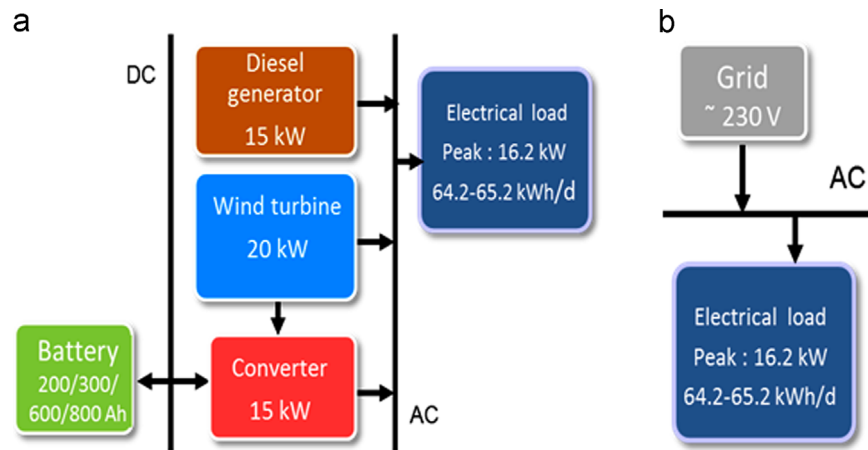 a
DC
Diesel
generator
15 kW
Electrical load
Peak : 16.2 kW
64.2-65.2 kWh/d
Wind turbine
20 kW
Battery
200/300/
600/800 Ah
Converter
15 kW
AC
b
Grid
~ 230 V
AC
Electrical load
Peak : 16.2 kW
64.2-65.2 kWh/d